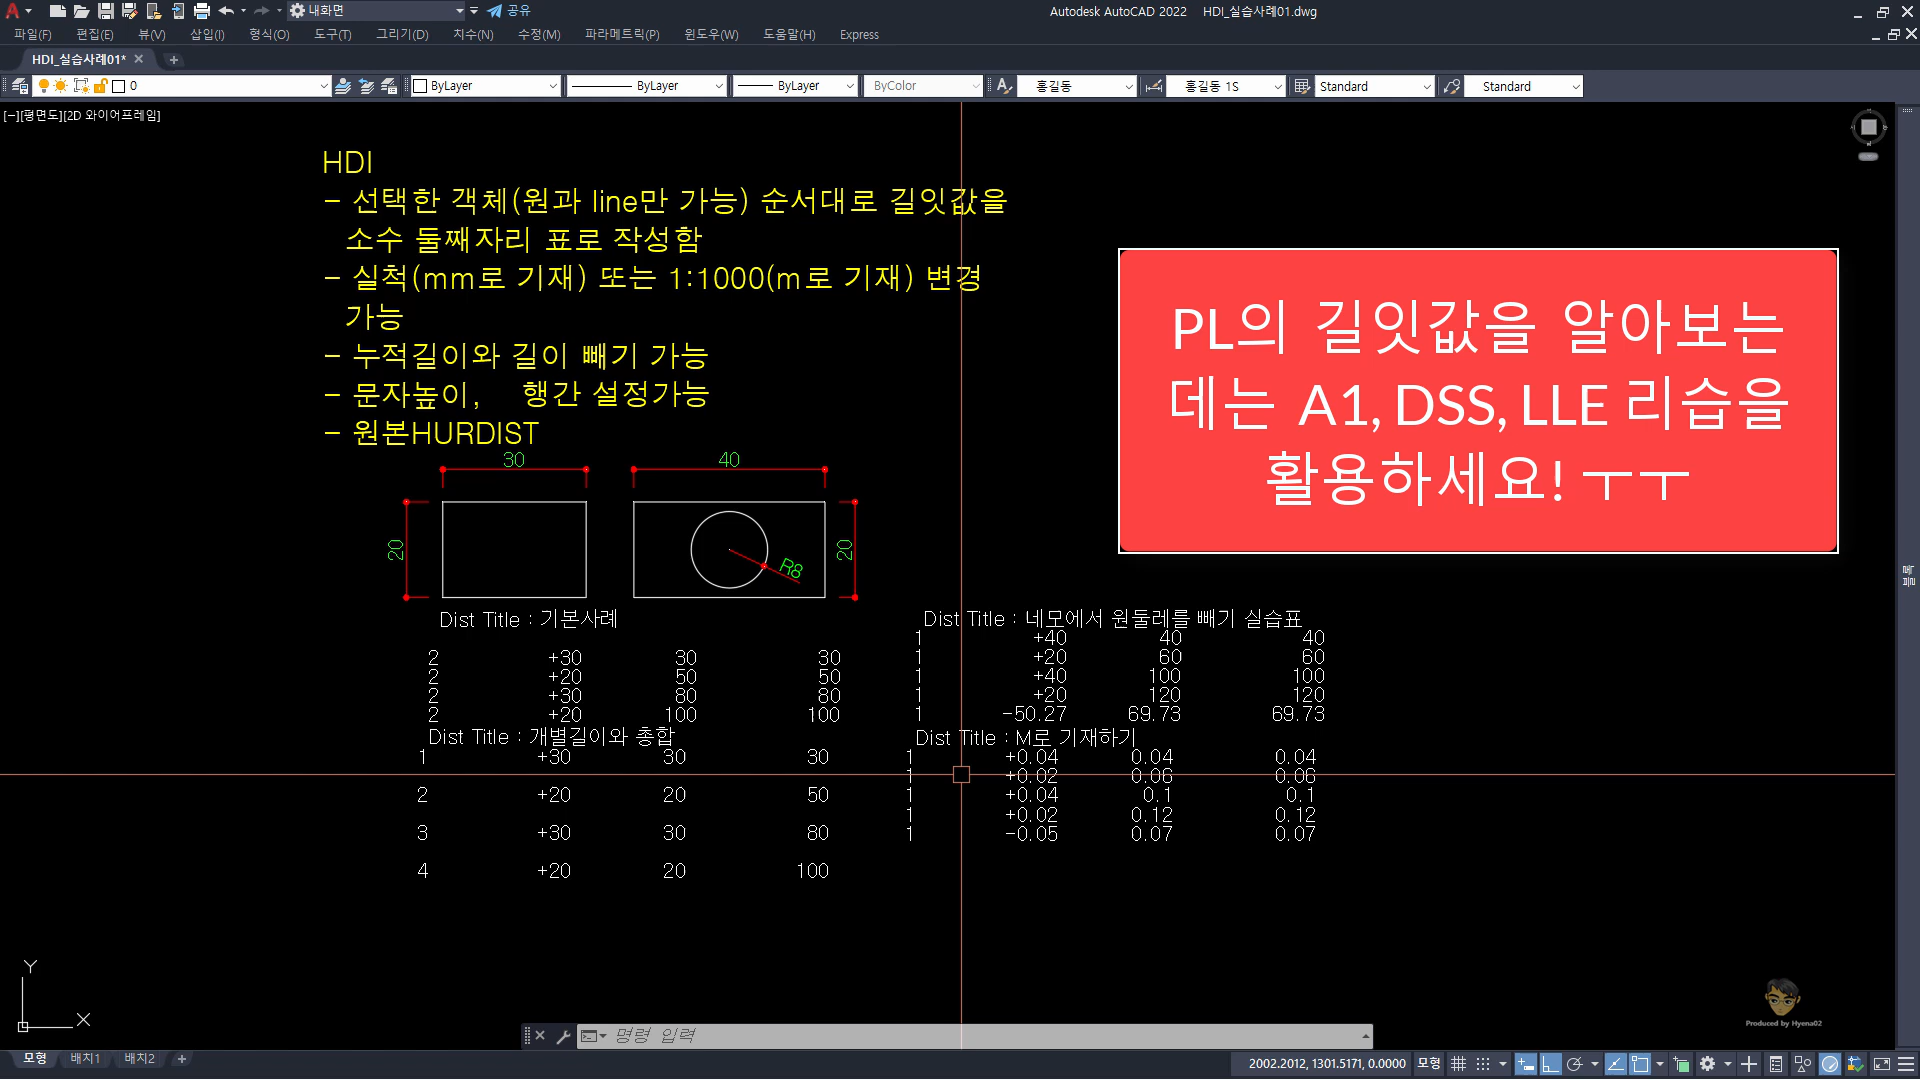 내화면
공유
Autodesk AutoCAD 2022 HDI_실습사례01.dwg
파일(F) 편집(E) 뷰(V) 삽입(I) 형식(O) 도구(T) 그리기(D) 치수(N) 수정(M) 파라메트릭(P) 윈도우(W) 도움말(H) Express
HDI_실습사례01*
0 ByLayer ByLayer ByLayer ByColor 홍길동 홍길동 1S Standard Standard
[−][평면도][2D 와이어프레임]
HDI
- 선택한 객체(원과 line만 가능) 순서대로 길잇값을
소수 둘째자리 표로 작성함
- 실척(mm로 기재) 또는 1:1000(m로 기재) 변경
가능
- 누적길이와 길이 빼기 가능
- 문자높이, 행간 설정가능
- 원본HURDIST
PL의 길잇값을 알아보는
데는 A1, DSS, LLE 리습을
활용하세요! ㅜㅜ
30 40
20 R8 20
Dist Title : 기본사례
2 +30 30 30
2 +20 50 50
2 +30 80 80
2 +20 100 100
Dist Title : 네모에서 원둘레를 빼기 실습표
1 +40 40 40
1 +20 60 60
1 +40 100 100
1 +20 120 120
1 -50.27 69.73 69.73
Dist Title : 개별길이와 총합
1 +30 30 30
2 +20 20 50
3 +30 30 80
4 +20 20 100
Dist Title : M로 기재하기
1 +0.04 0.04 0.04
1 +0.02 0.06 0.06
1 +0.04 0.1 0.1
1 +0.02 0.12 0.12
1 -0.05 0.07 0.07
Y
X
명령 입력
Produced by Hyena02
모형 배치1 배치2
2002.2012, 1301.5171, 0.0000 모형